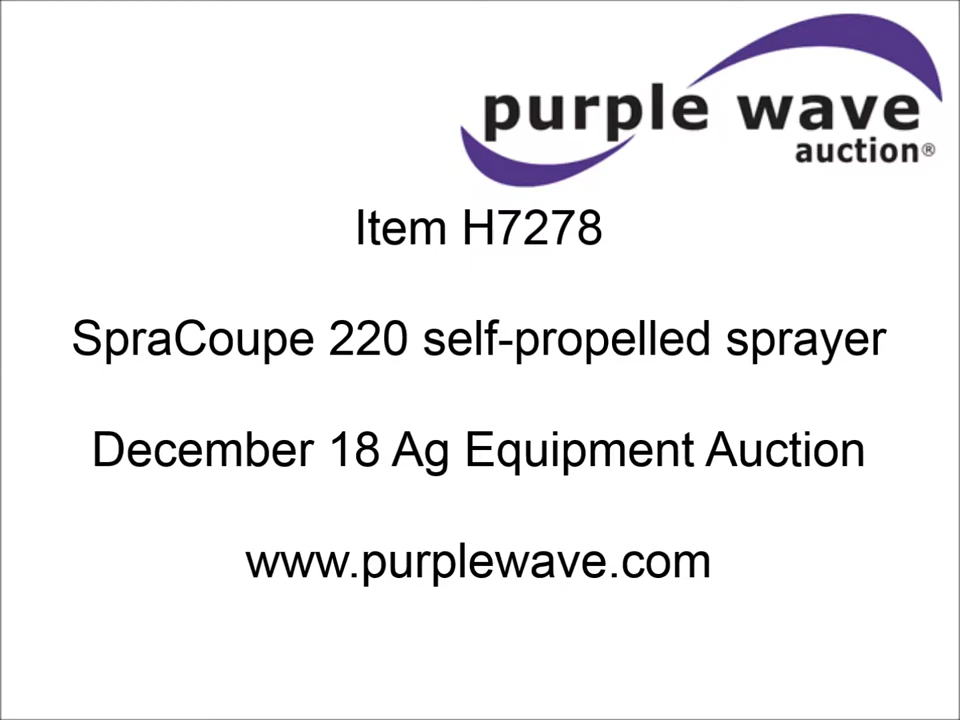 purple wave
auction®
Item H7278
SpraCoupe 220 self-propelled sprayer
December 18 Ag Equipment Auction
www.purplewave.com